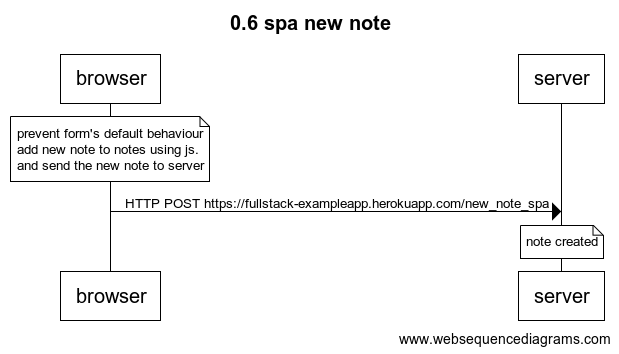 0.6 spa new note
browser
server
prevent form's default behaviour
add new note to notes using js.
and send the new note to server
HTTP POST https://fullstack-exampleapp.herokuapp.com/new_note_spa
note created
browser
server
www.websequencediagrams.com